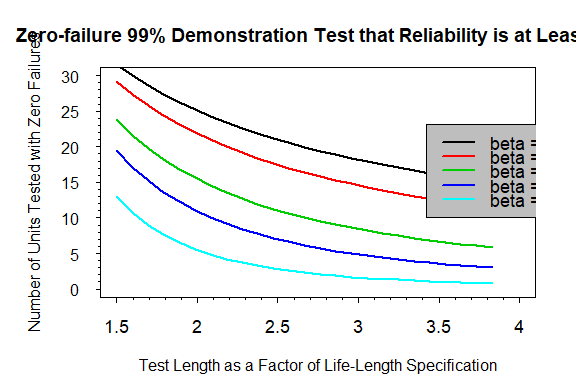 Zero-failure 99% Demonstration Test that Reliability is at Leas
Number of Units Tested with Zero Failures
30
25
20
15
10
5
0
beta =
beta =
beta =
beta =
beta =
1.5 2 2.5 3 3.5 4
Test Length as a Factor of Life-Length Specification